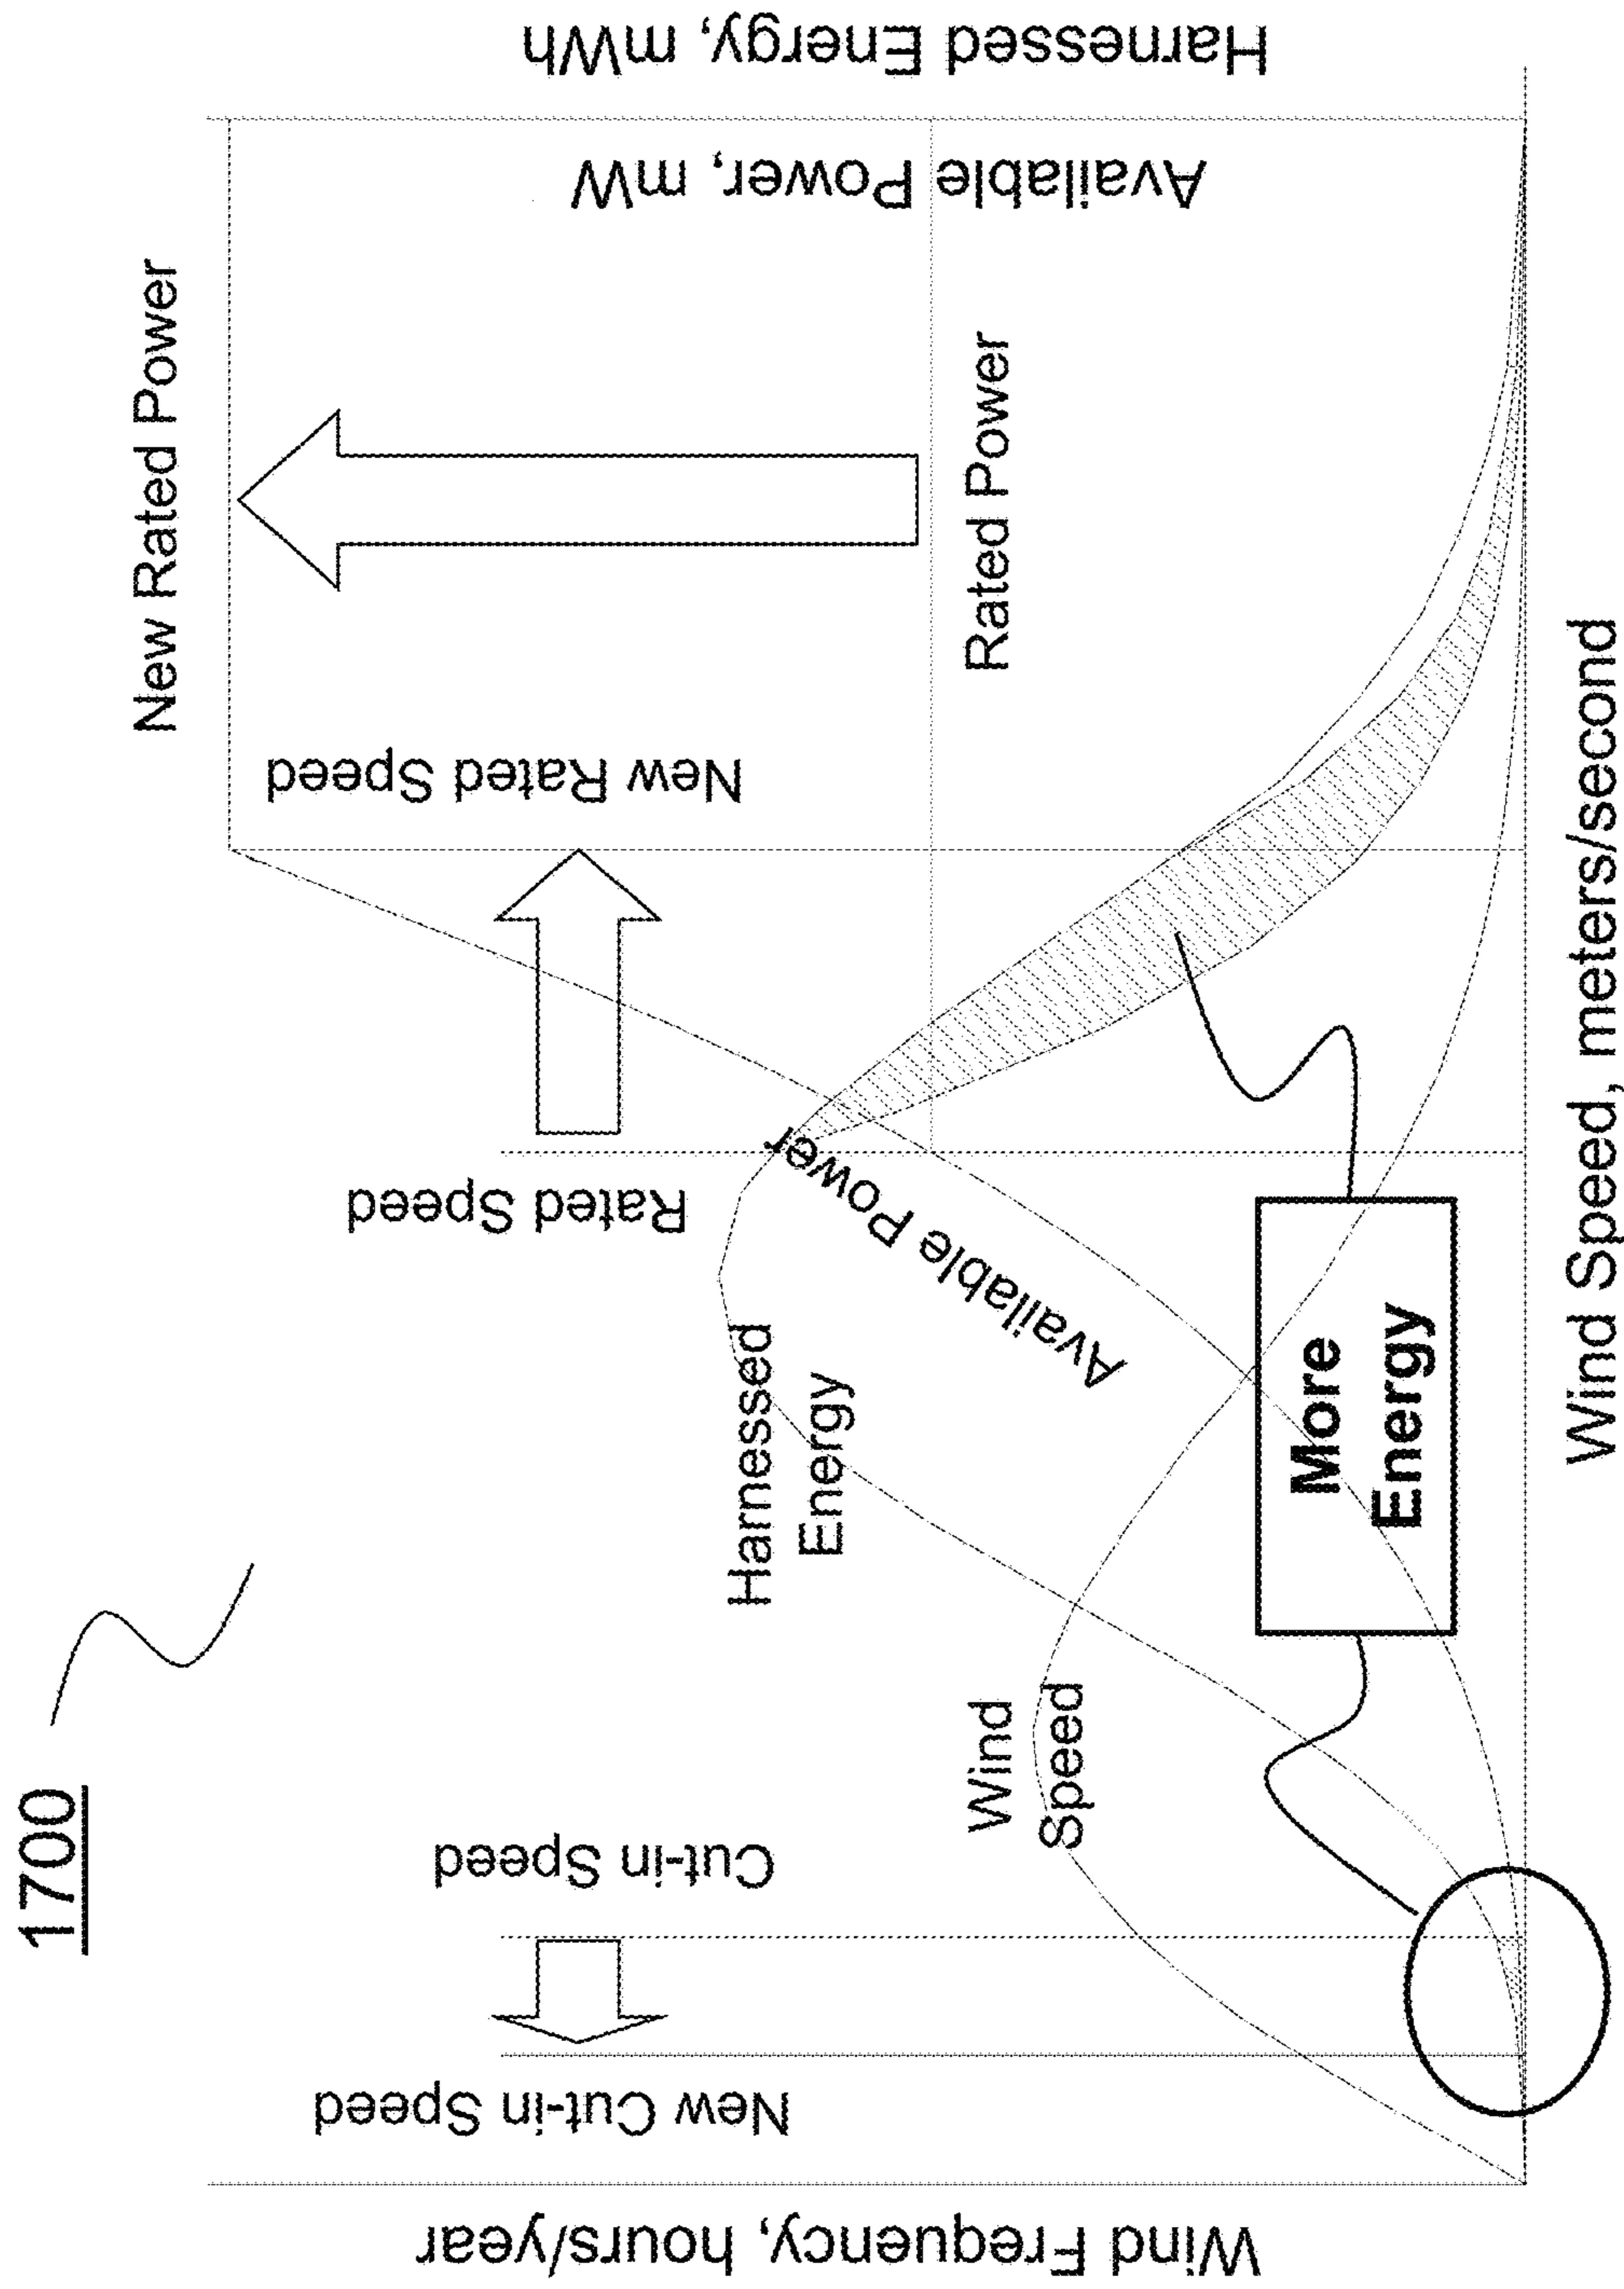 1700
New Rated Power
Harnessed Energy, mWh
Available Power, mW
New Rated Speed
Rated Power
Rated Speed
Harnessed
Energy
Available Power
Cut-in Speed
Wind
Speed
More
Energy
New Cut-in Speed
Wind Frequency, hours/year
Wind Speed, meters/second